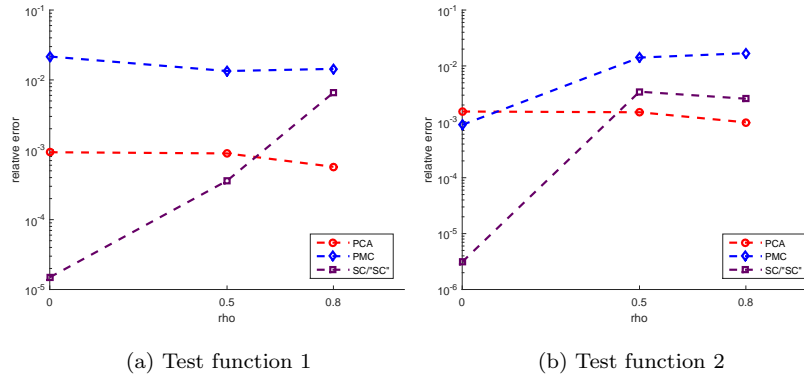 10^-1
10^-2
10^-3
10^-4
10^-5
relative error
0
0.5
0.8
rho
PCA
PMC
SC/"SC"
(a) Test function 1
10^-1
10^-2
10^-3
10^-4
10^-5
10^-6
relative error
0
0.5
0.8
rho
PCA
PMC
SC/"SC"
(b) Test function 2